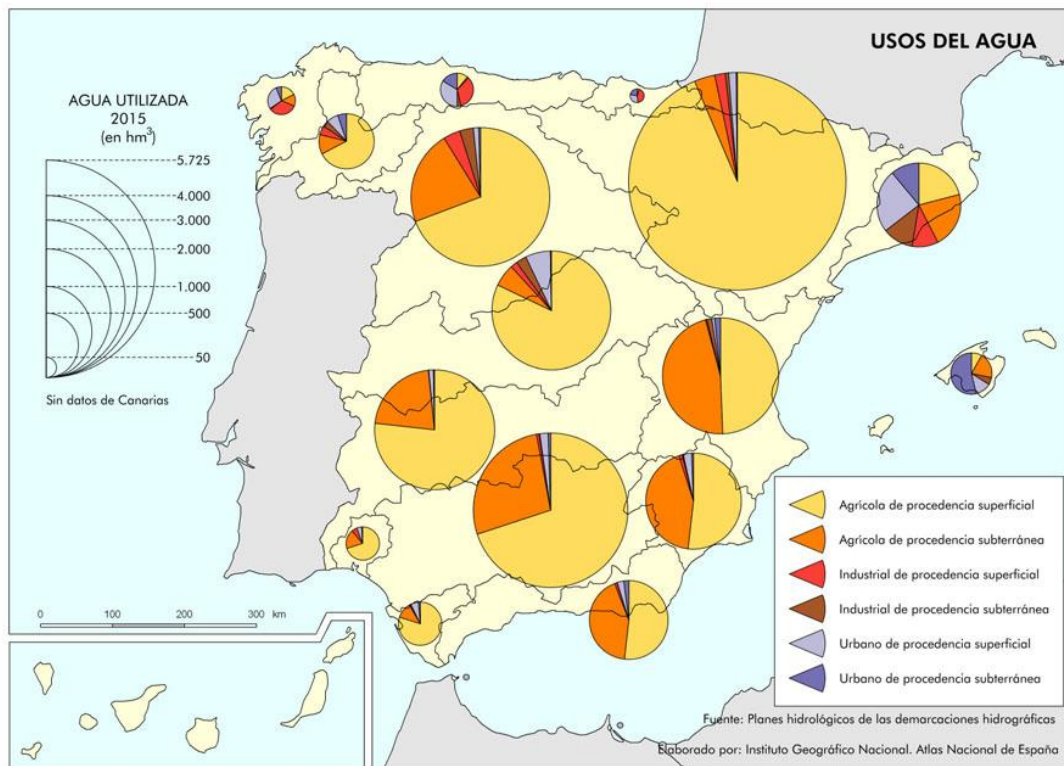 USOS DEL AGUA
AGUA UTILIZADA
2015
(en hm³)
5.725
4.000
3.000
2.000
1.000
500
50
Sin datos de Canarias
0 100 200 300 km
Agrícola de procedencia superficial
Agrícola de procedencia subterránea
Industrial de procedencia superficial
Industrial de procedencia subterránea
Urbano de procedencia superficial
Urbano de procedencia subterránea
Fuente: Planes hidrológicos de las demarcaciones hidrográficas
Elaborado por: Instituto Geográfico Nacional. Atlas Nacional de España